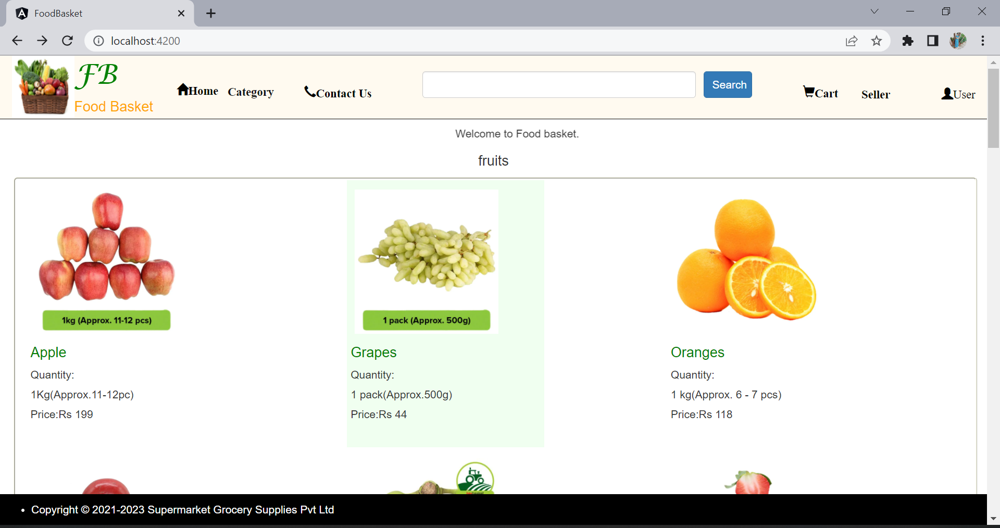 FoodBasket
localhost:4200
FB
Food Basket
Home
Category
Contact Us
Search
Cart
Seller
User
Welcome to Food basket.
fruits
1kg (Approx. 11-12 pcs)
1 pack (Approx. 500g)
Apple
Grapes
Oranges
Quantity:
Quantity:
Quantity:
1Kg(Approx.11-12pc)
1 pack(Approx.500g)
1 kg(Approx. 6 - 7 pcs)
Price:Rs 199
Price:Rs 44
Price:Rs 118
• Copyright © 2021-2023 Supermarket Grocery Supplies Pvt Ltd